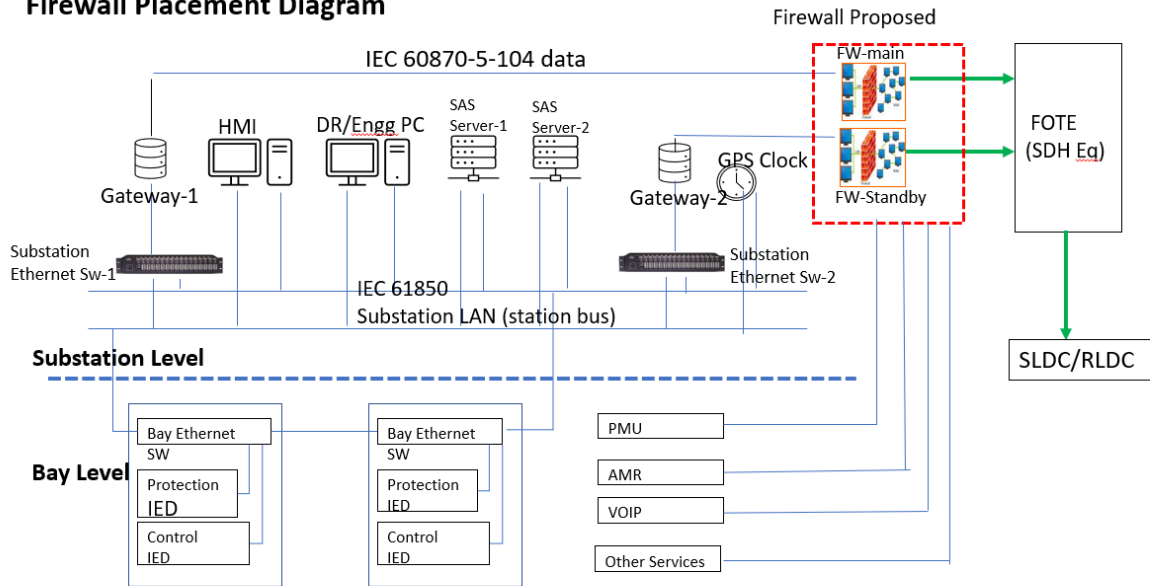 Firewall Placement Diagram
Firewall Proposed
IEC 60870-5-104 data
FW-main
SAS
Server-1
SAS
Server-2
HMI
DR/Engg PC
FOTE
(SDH Eq)
GPS Clock
Gateway-1
Gateway-2
FW-Standby
Substation
Ethernet Sw-1
Substation
Ethernet Sw-2
IEC 61850
Substation LAN (station bus)
Substation Level
SLDC/RLDC
Bay Ethernet
SW
Bay Ethernet
SW
PMU
Bay Level
Protection
IED
Protection
IED
AMR
VOIP
Control
IED
Control
IED
Other Services